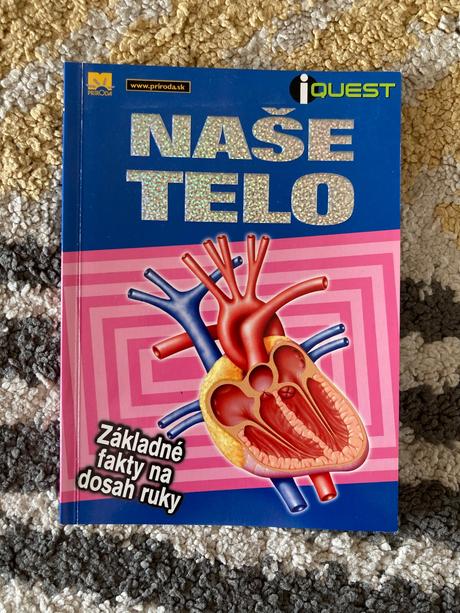 PRÍRODA
www.priroda.sk
iQUEST
NAŠE
TELO
Základné
fakty na
dosah ruky